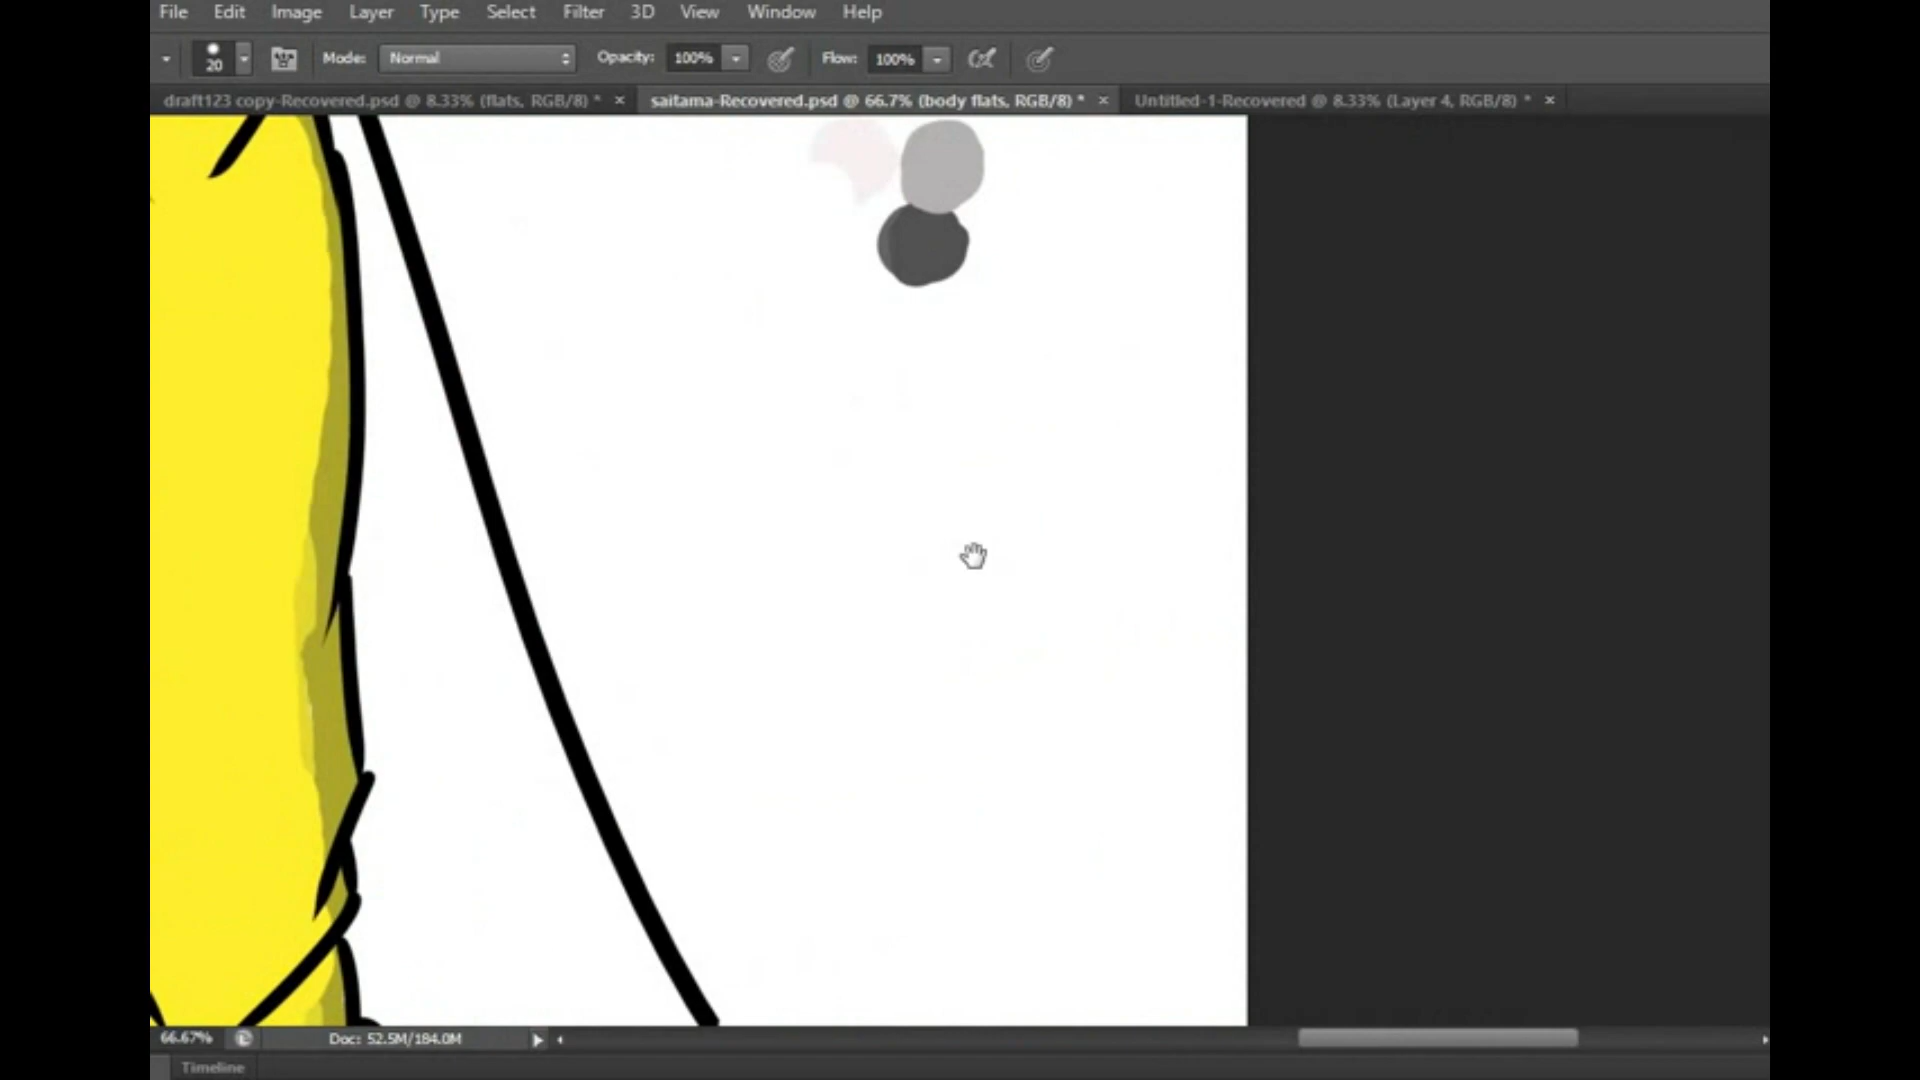 File Edit Image Layer Type Select Filter 3D View Window Help
20 Mode: Normal Opacity: 100% Flow: 100%
draft123 copy-Recovered.psd @ 8.33% (flats, RGB/8) * × saitama-Recovered.psd @ 66.7% (body flats, RGB/8) * × Untitled-1-Recovered @ 8.33% (Layer 4, RGB/8) * ×
66.67% Doc: 52.5M/184.0M
Timeline